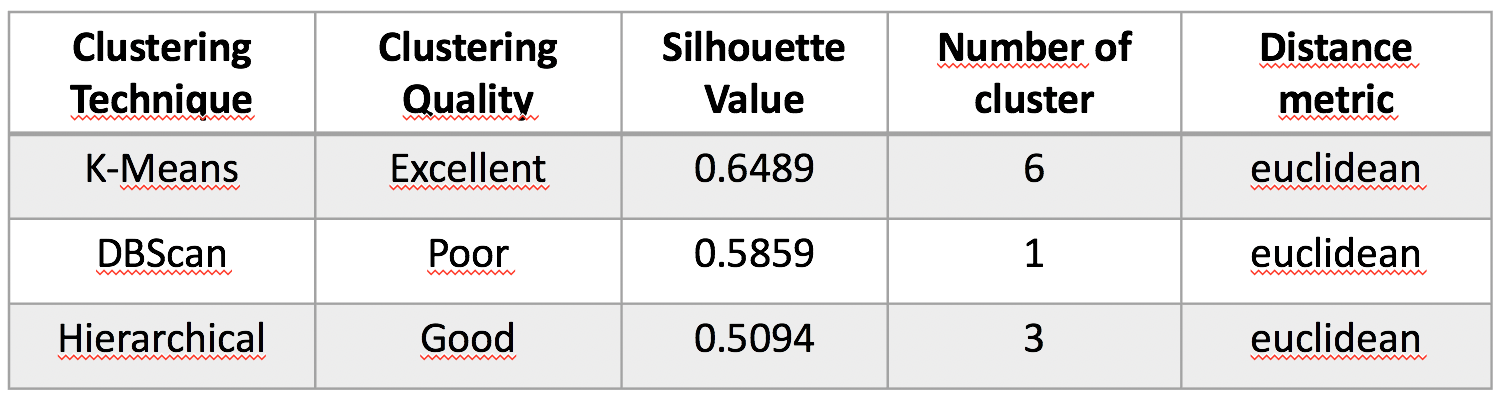 Clustering Technique | Clustering Quality | Silhouette Value | Number of cluster | Distance metric
K-Means | Excellent | 0.6489 | 6 | euclidean
DBScan | Poor | 0.5859 | 1 | euclidean
Hierarchical | Good | 0.5094 | 3 | euclidean